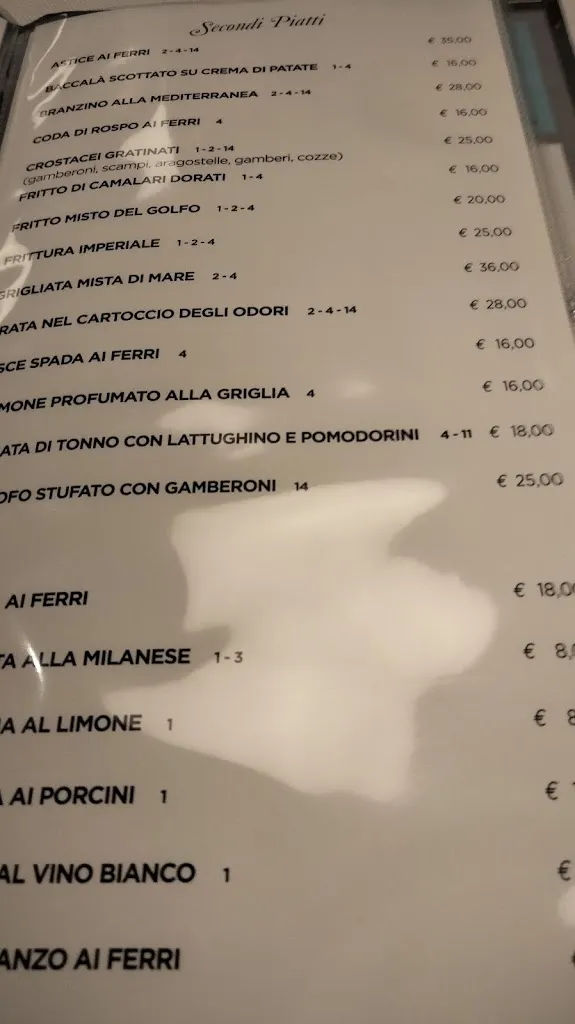 Secondi Piatti
ASTICE AI FERRI 2-4-14 € 36,00
BACCALÀ SCOTTATO SU CREMA DI PATATE 1-4 € 16,00
BRANZINO ALLA MEDITERRANEA 2-4-14 € 28,00
CODA DI ROSPO AI FERRI 4 € 16,00
CROSTACEI GRATINATI 1-2-14 € 25,00
(gamberoni, scampi, aragostelle, gamberi, cozze)
FRITTO DI CAMALARI DORATI 1-4 € 16,00
FRITTO MISTO DEL GOLFO 1-2-4 € 20,00
FRITTURA IMPERIALE 1-2-4 € 25,00
GRIGLIATA MISTA DI MARE 2-4 € 36,00
RATA NEL CARTOCCIO DEGLI ODORI 2-4-14 € 28,00
SCE SPADA AI FERRI 4 € 16,00
MONE PROFUMATO ALLA GRIGLIA 4 € 16,00
ATA DI TONNO CON LATTUGHINO E POMODORINI 4-11 € 18,00
OFO STUFATO CON GAMBERONI 14 € 25,00
AI FERRI € 18,00
TA ALLA MILANESE 1-3 € 8,
A AL LIMONE 1 € 8
A AI PORCINI 1 €
AL VINO BIANCO 1 €
ANZO AI FERRI